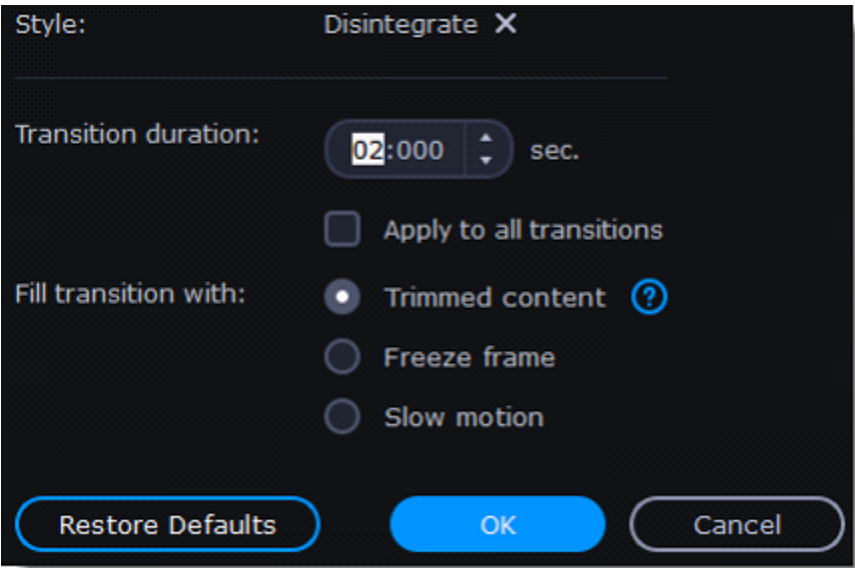 Style: Disintegrate ×
Transition duration: 02:000 sec.
Apply to all transitions
Fill transition with: Trimmed content ?
Freeze frame
Slow motion
Restore Defaults OK Cancel